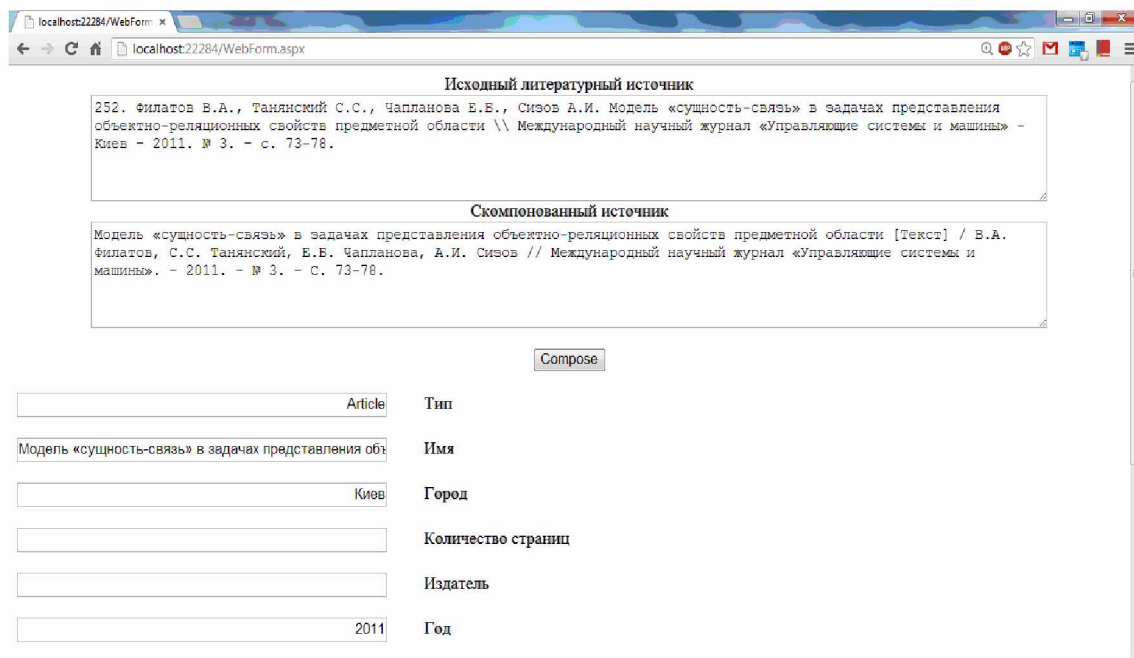 localhost:22284/WebForm
localhost:22284/WebForm.aspx
Исходный литературный источник
252. Филатов В.А., Танянский С.С., Чапланова Е.Б., Сизов А.И. Модель «сущность-связь» в задачах представления
объектно-реляционных свойств предметной области \\ Международный научный журнал «Управляющие системы и машины» –
Киев – 2011. № 3. – с. 73-78.
Скомпонованный источник
Модель «сущность-связь» в задачах представления объектно-реляционных свойств предметной области [Текст] / В.А.
Филатов, С.С. Танянский, Е.Б. Чапланова, А.И. Сизов // Международный научный журнал «Управляющие системы и
машины». – 2011. – № 3. – С. 73-78.
Compose
Article Тип
Модель «сущность-связь» в задачах представления объ Имя
Киев Город
Количество страниц
Издатель
2011 Год